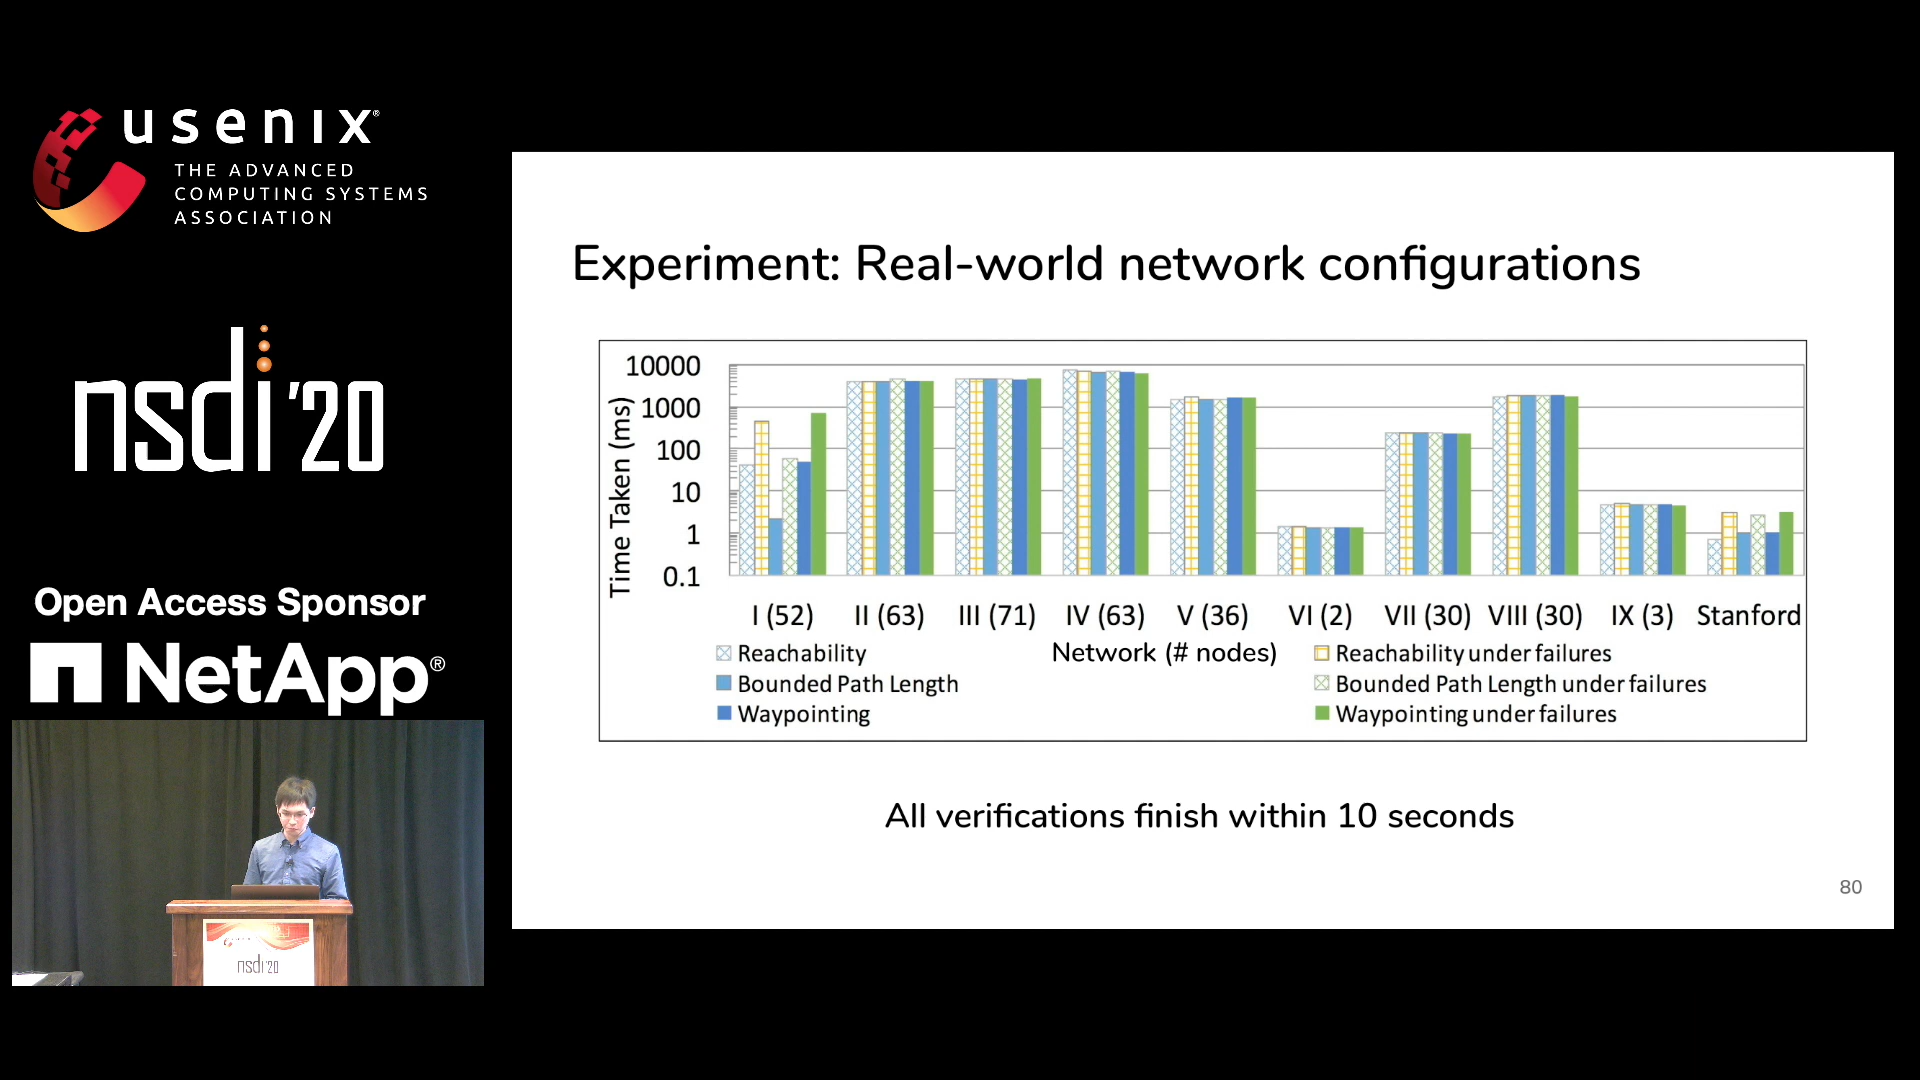 usenix®
THE ADVANCED
COMPUTING SYSTEMS
ASSOCIATION
nsdi '20
Open Access Sponsor
NetApp®
nsdi '20
Experiment: Real-world network configurations
Time Taken (ms)
10000
1000
100
10
1
0.1
I (52) II (63) III (71) IV (63) V (36) VI (2) VII (30) VIII (30) IX (3) Stanford
Network (# nodes)
Reachability
Reachability under failures
Bounded Path Length
Bounded Path Length under failures
Waypointing
Waypointing under failures
All verifications finish within 10 seconds
80